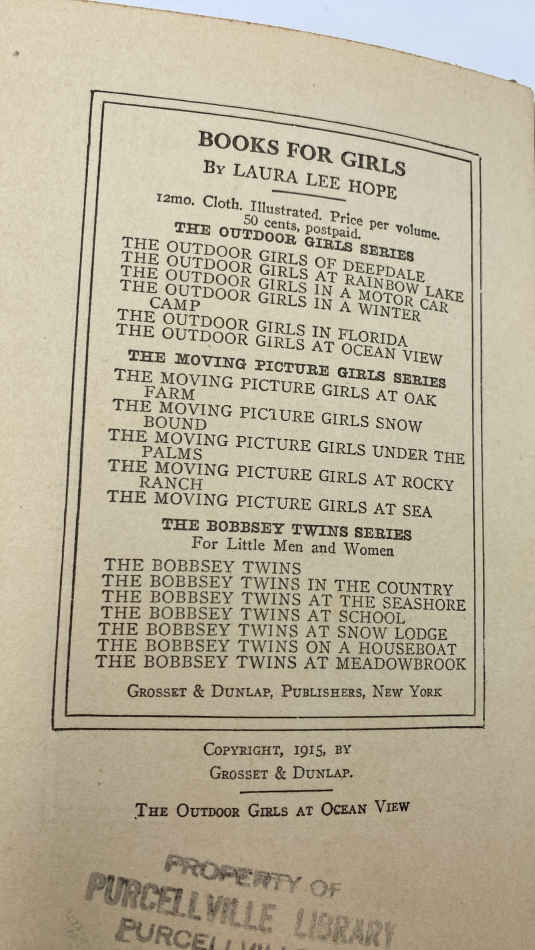 BOOKS FOR GIRLS
BY LAURA LEE HOPE
12mo. Cloth. Illustrated. Price per volume.
50 cents, postpaid.
THE OUTDOOR GIRLS SERIES
THE OUTDOOR GIRLS OF DEEPDALE
THE OUTDOOR GIRLS AT RAINBOW LAKE
THE OUTDOOR GIRLS IN A MOTOR CAR
THE OUTDOOR GIRLS IN A WINTER
CAMP
THE OUTDOOR GIRLS IN FLORIDA
THE OUTDOOR GIRLS AT OCEAN VIEW
THE MOVING PICTURE GIRLS SERIES
THE MOVING PICTURE GIRLS AT OAK
FARM
THE MOVING PICTURE GIRLS SNOW
BOUND
THE MOVING PICTURE GIRLS UNDER THE
PALMS
THE MOVING PICTURE GIRLS AT ROCKY
RANCH
THE MOVING PICTURE GIRLS AT SEA
THE BOBBSEY TWINS SERIES
For Little Men and Women
THE BOBBSEY TWINS
THE BOBBSEY TWINS IN THE COUNTRY
THE BOBBSEY TWINS AT THE SEASHORE
THE BOBBSEY TWINS AT SCHOOL
THE BOBBSEY TWINS AT SNOW LODGE
THE BOBBSEY TWINS ON A HOUSEBOAT
THE BOBBSEY TWINS AT MEADOWBROOK
GROSSET & DUNLAP, PUBLISHERS, NEW YORK
COPYRIGHT, 1915, BY
GROSSET & DUNLAP.
THE OUTDOOR GIRLS AT OCEAN VIEW
PROPERTY OF
PURCELLVILLE LIBRARY